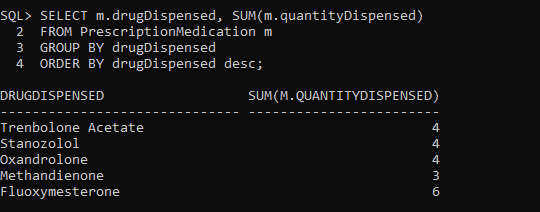 SQL> SELECT m.drugDispensed, SUM(m.quantityDispensed)
2 FROM PrescriptionMedication m
3 GROUP BY drugDispensed
4 ORDER BY drugDispensed desc;
DRUGDISPENSED SUM(M.QUANTITYDISPENSED)
------------------------------ ------------------------
Trenbolone Acetate 4
Stanozolol 4
Oxandrolone 4
Methandienone 3
Fluoxymesterone 6